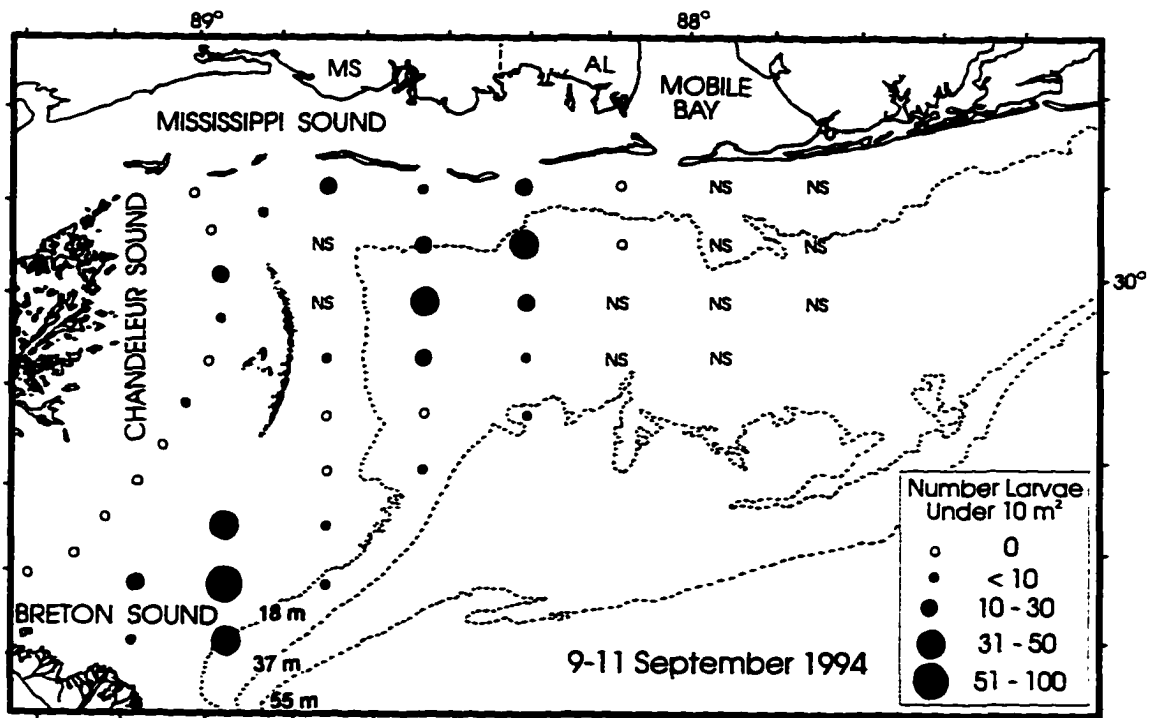 89° 88°
MS AL
MOBILE
BAY
MISSISSIPPI SOUND
CHANDELEUR SOUND
NS NS
NS NS NS
30°
NS NS NS NS
NS NS
Number Larvae
Under 10 m²
0
< 10
10 - 30
31 - 50
51 - 100
BRETON SOUND
18 m
37 m
55 m
9-11 September 1994